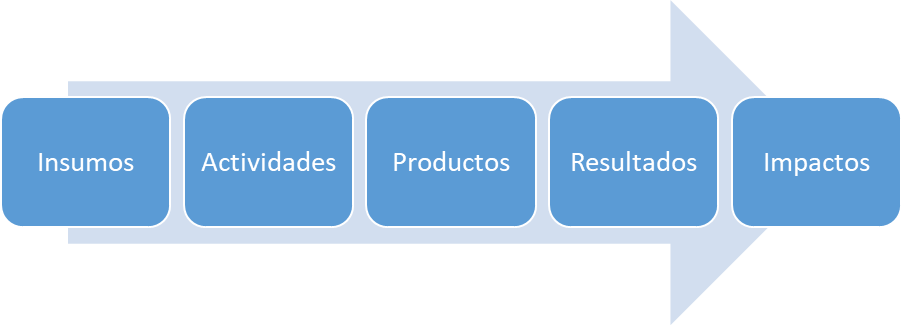 Insumos
Actividades
Productos
Resultados
Impactos